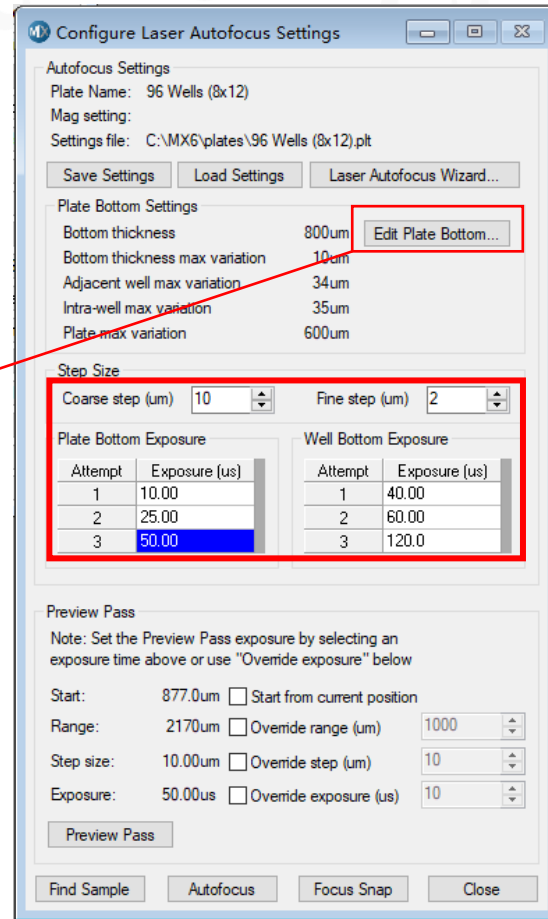 MX Configure Laser Autofocus Settings
Autofocus Settings
Plate Name: 96 Wells (8x12)
Mag setting:
Settings file: C:\MX6\plates\96 Wells (8x12).plt
Save Settings Load Settings Laser Autofocus Wizard...
Plate Bottom Settings
Bottom thickness 800um Edit Plate Bottom...
Bottom thickness max variation 10um
Adjacent well max variation 34um
Intra-well max variation 35um
Plate max variation 600um
Step Size
Coarse step (um) 10 Fine step (um) 2
Plate Bottom Exposure Well Bottom Exposure
Attempt Exposure (us) Attempt Exposure (us)
1 10.00 1 40.00
2 25.00 2 60.00
3 50.00 3 120.0
Preview Pass
Note: Set the Preview Pass exposure by selecting an
exposure time above or use "Override exposure" below
Start: 877.0um Start from current position
Range: 2170um Override range (um) 1000
Step size: 10.00um Override step (um) 10
Exposure: 50.00us Override exposure (us) 10
Preview Pass
Find Sample Autofocus Focus Snap Close